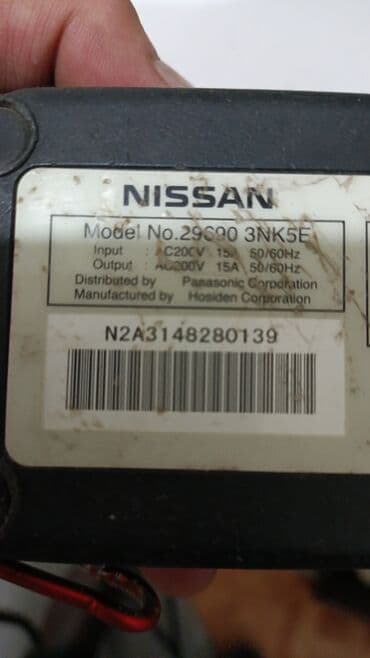 NISSAN
Model No.29690 3NK5E
Input : AC200V 15A 50/60Hz
Output : AC200V 15A 50/60Hz
Distributed by Panasonic Corporation
Manufactured by Hosiden Corporation
N2A3148280139